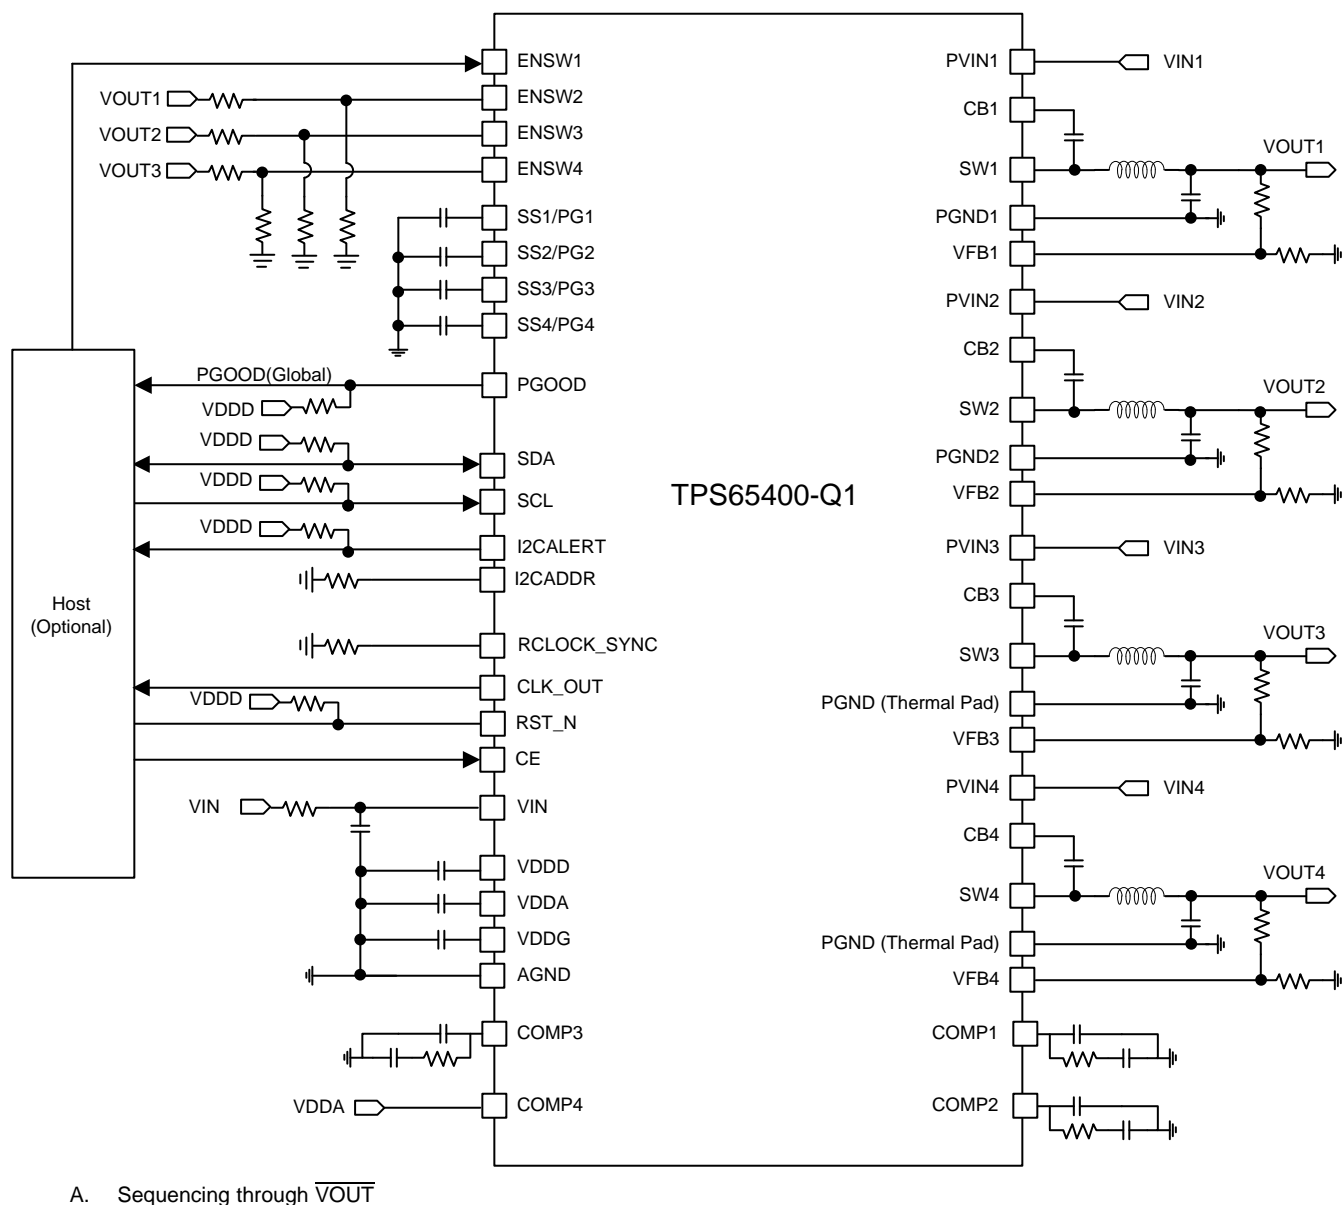 ENSW1
PVIN1
VIN1
VOUT1
ENSW2
CB1
VOUT2
ENSW3
VOUT1
VOUT3
ENSW4
SW1
SS1/PG1
PGND1
SS2/PG2
VFB1
SS3/PG3
PVIN2
VIN2
SS4/PG4
CB2
PGOOD(Global)
PGOOD
VOUT2
VDDD
SW2
VDDD
SDA
PGND2
VDDD
SCL
TPS65400-Q1
VFB2
VDDD
I2CALERT
PVIN3
VIN3
I2CADDR
CB3
Host
(Optional)
VOUT3
RCLOCK_SYNC
SW3
CLK_OUT
VDDD
PGND (Thermal Pad)
RST_N
VFB3
CE
PVIN4
VIN4
VIN
VIN
CB4
VDDD
VOUT4
VDDA
SW4
VDDG
PGND (Thermal Pad)
AGND
VFB4
COMP3
COMP1
VDDA
COMP4
COMP2
A. Sequencing through VOUT